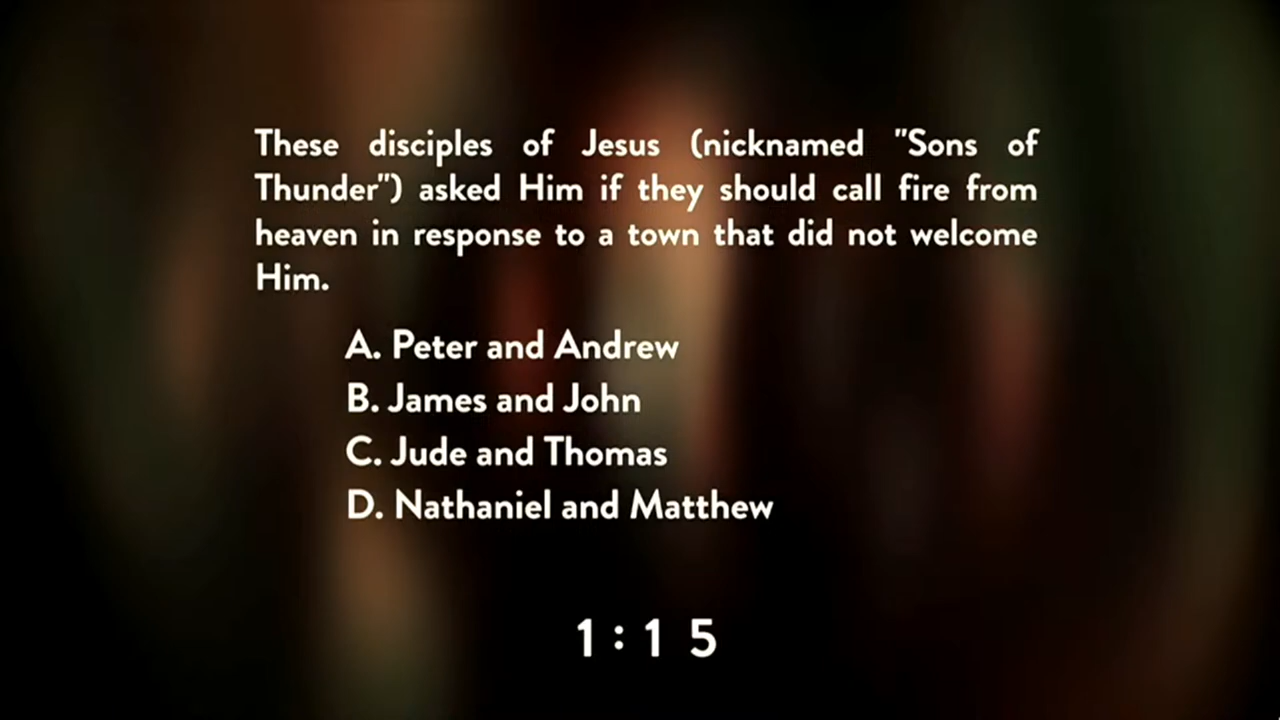 These disciples of Jesus (nicknamed "Sons of
Thunder") asked Him if they should call fire from
heaven in response to a town that did not welcome
Him.
A. Peter and Andrew
B. James and John
C. Jude and Thomas
D. Nathaniel and Matthew
1:15